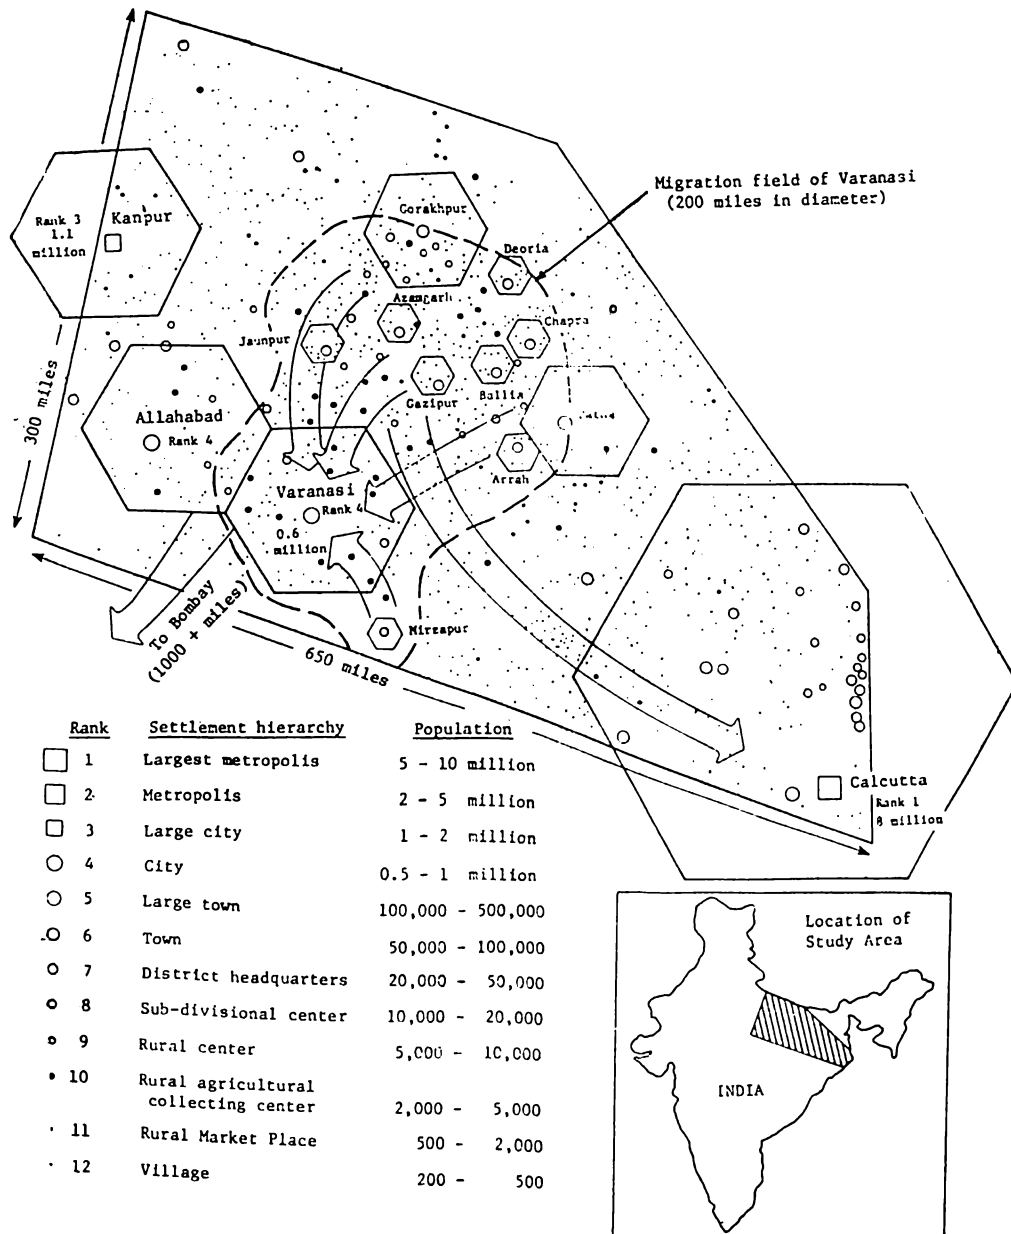 Migration field of Varanasi
(200 miles in diameter)
Gorakhpur
Deoria
Rank 3
1.1
million
Kanpur
Azamgarh
Chapra
Jaunpur
Ballia
Gazipur
300 miles
Allahabad
Rank 4
Arrah
Varanasi
Rank 4
0.6
million
Mirzapur
To Bombay
(1000 + miles)
650 miles
Calcutta
Rank 1
8 million
Rank Settlement hierarchy Population
1 Largest metropolis 5 - 10 million
2 Metropolis 2 - 5 million
3 Large city 1 - 2 million
4 City 0.5 - 1 million
5 Large town 100,000 - 500,000
6 Town 50,000 - 100,000
7 District headquarters 20,000 - 50,000
8 Sub-divisional center 10,000 - 20,000
9 Rural center 5,000 - 10,000
10 Rural agricultural
collecting center 2,000 - 5,000
11 Rural Market Place 500 - 2,000
12 Village 200 - 500
Location of
Study Area
INDIA